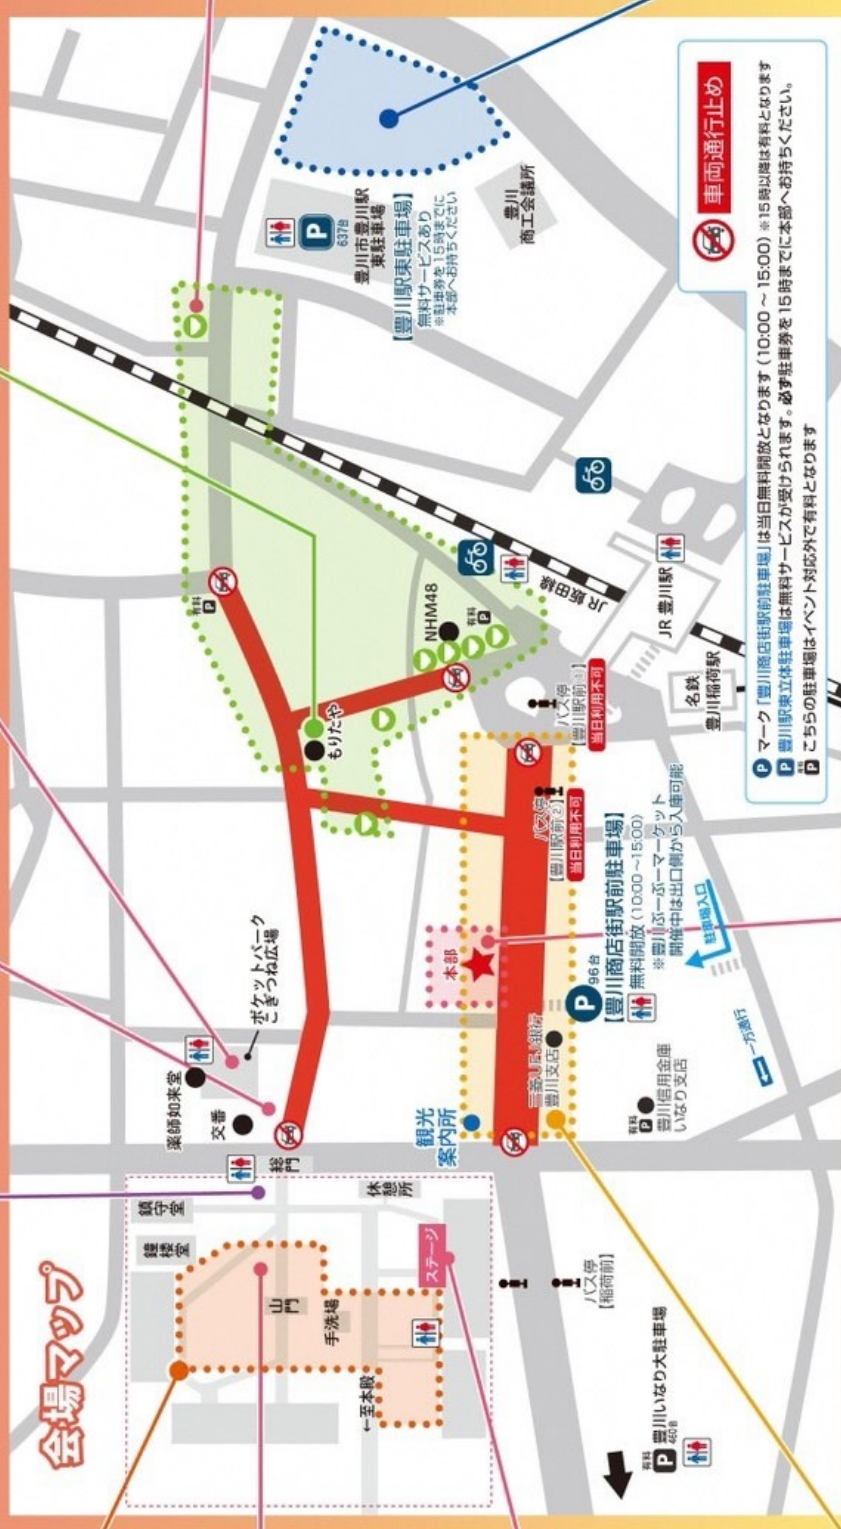 会場マップ
鎮守堂
鐘楼堂
山門
手洗場
←至本殿
ステージ
休憩所
総門
薬師如来堂
交番
ポケットパーク
こぎつね広場
観光
案内所
本部
三菱UFJ銀行
豊川支店
有料
P
豊川信用金庫
いなり支店
バス停
【稲荷前】
有料
P
460台
豊川いなり大駐車場
一方通行
駐車場入口
P
96台
【豊川商店街駅前駐車場】
無料開放(10:00~15:00)
※豊川ぶーぶーマーケット
開催中は出口側から入庫可能
バス停
【豊川駅前②】
当日利用不可
バス停
【豊川駅前①】
当日利用不可
もりたや
有料
P
NHM48
有料
P
JR 飯田線
JR 豊川駅
名鉄
豊川稲荷駅
P
637台
豊川市豊川駅
東駐車場
【豊川駅東駐車場】
無料サービスあり
※駐車券を15時までに
本部へお持ちください
豊川
商工会議所
車両通行止め
P マーク「豊川商店街駅前駐車場」は当日無料開放となります(10:00 ~ 15:00)※15時以降は有料となります
P 豊川駅東立体駐車場は無料サービスが受けられます。必ず駐車券を15時までに本部へお持ちください。
有料
P こちらの駐車場はイベント対応外で有料となります